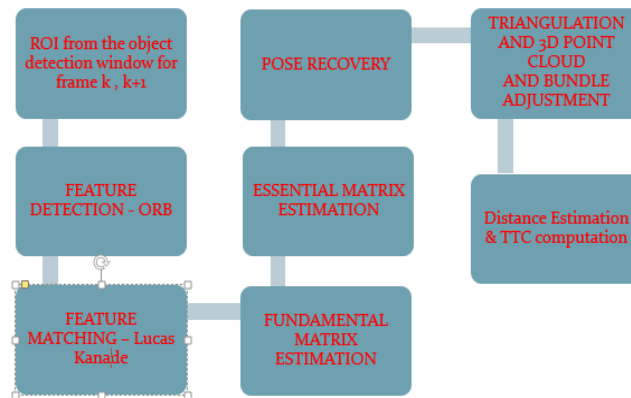 ROI from the object
detection window for
frame k , k+1
FEATURE
DETECTION - ORB
FEATURE
MATCHING – Lucas
Kanade
FUNDAMENTAL
MATRIX
ESTIMATION
ESSENTIAL MATRIX
ESTIMATION
POSE RECOVERY
TRIANGULATION
AND 3D POINT
CLOUD
AND BUNDLE
ADJUSTMENT
Distance Estimation
& TTC computation